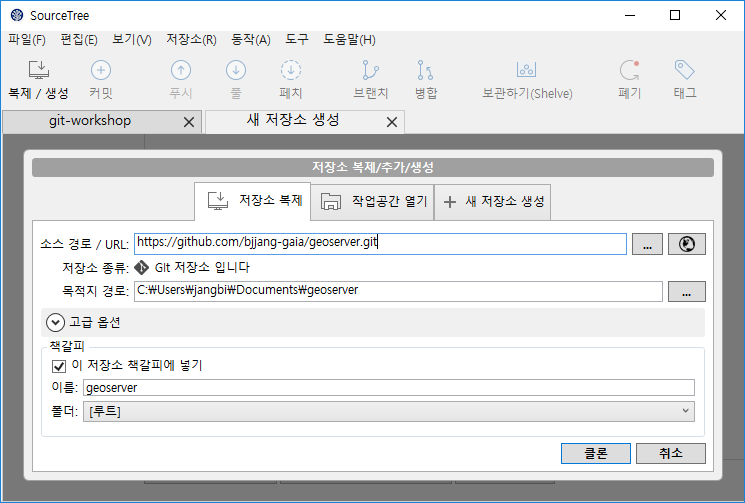 SourceTree
파일(F) 편집(E) 보기(V) 저장소(R) 동작(A) 도구 도움말(H)
복제 / 생성 커밋 푸시 풀 페치 브랜치 병합 보관하기(Shelve) 폐기 태그
git-workshop 새 저장소 생성
저장소 복제/추가/생성
저장소 복제 작업공간 열기 새 저장소 생성
소스 경로 / URL: https://github.com/bjjang-gaia/geoserver.git ...
저장소 종류: Git 저장소 입니다
목적지 경로: C:₩Users₩jangbi₩Documents₩geoserver ...
고급 옵션
책갈피
이 저장소 책갈피에 넣기
이름: geoserver
폴더: [루트]
클론 취소